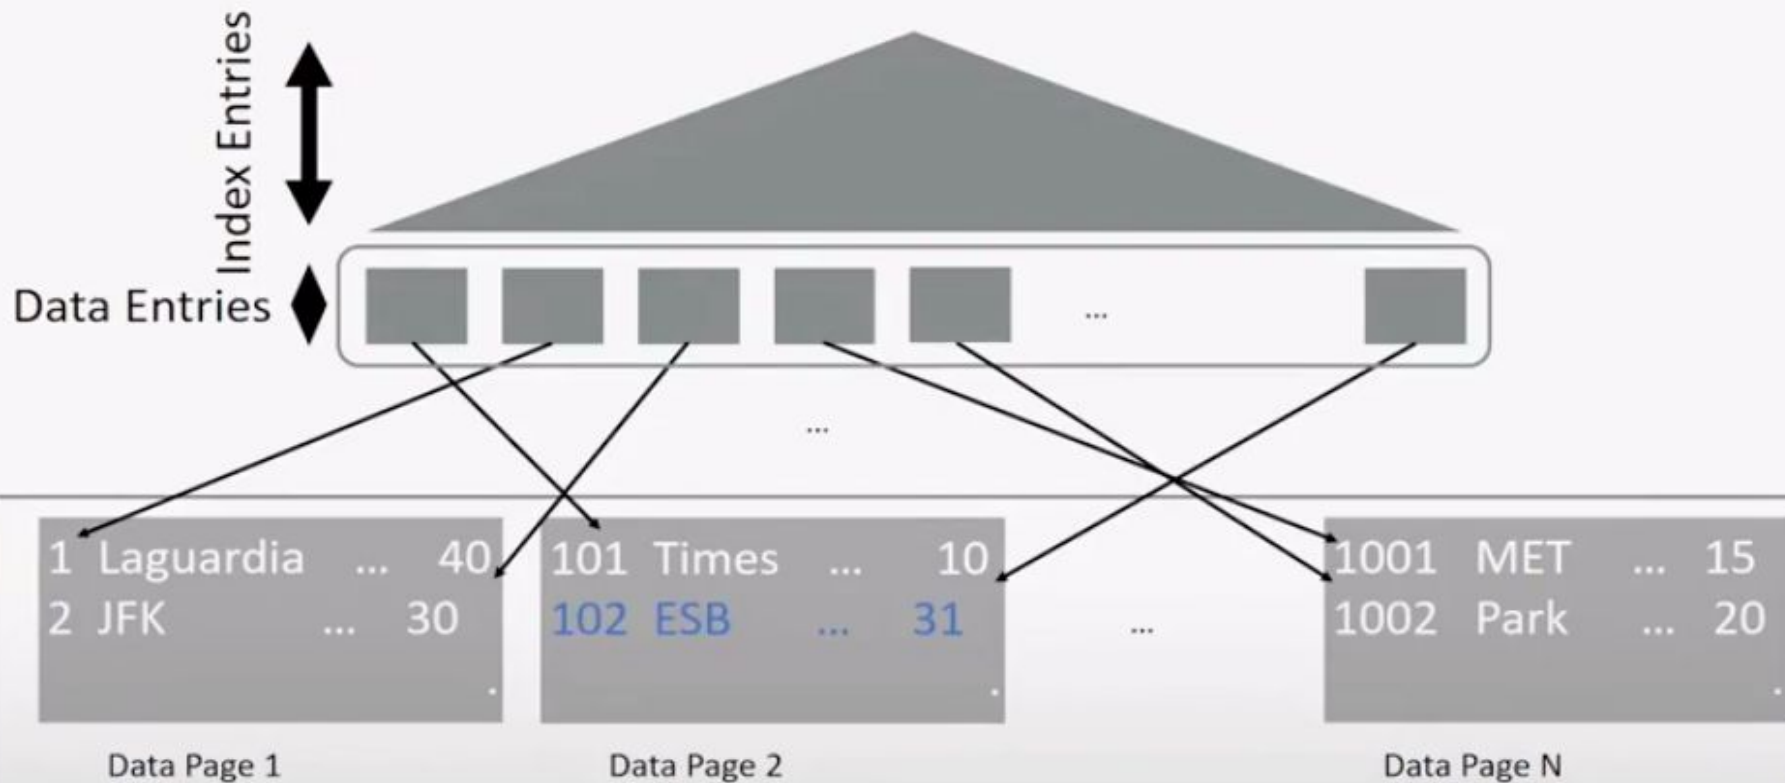 Index Entries
Data Entries
...
...
1 Laguardia ... 40
2 JFK ... 30
.
101 Times ... 10
102 ESB ... 31
.
...
1001 MET ... 15
1002 Park ... 20
.
Data Page 1
Data Page 2
Data Page N